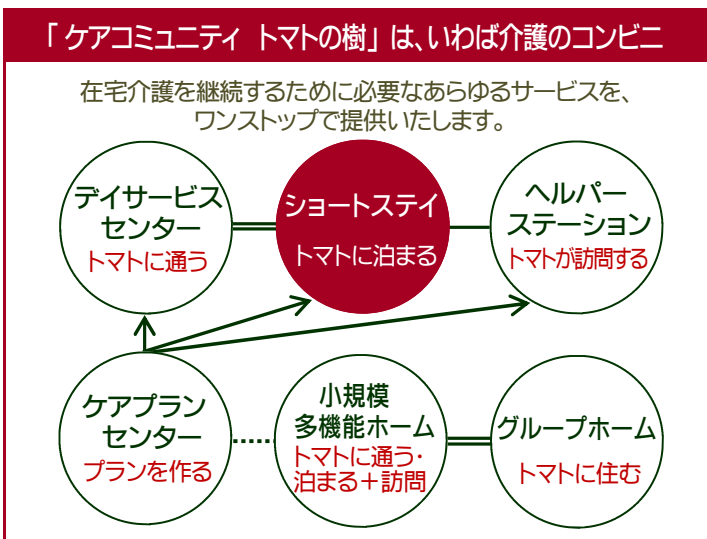 「ケアコミュニティ トマトの樹」は、いわば介護のコンビニ
在宅介護を継続するために必要なあらゆるサービスを、
ワンストップで提供いたします。
デイサービス
センター
トマトに通う
ショートステイ
トマトに泊まる
ヘルパー
ステーション
トマトが訪問する
ケアプラン
センター
プランを作る
小規模
多機能ホーム
トマトに通う・
泊まる＋訪問
グループホーム
トマトに住む